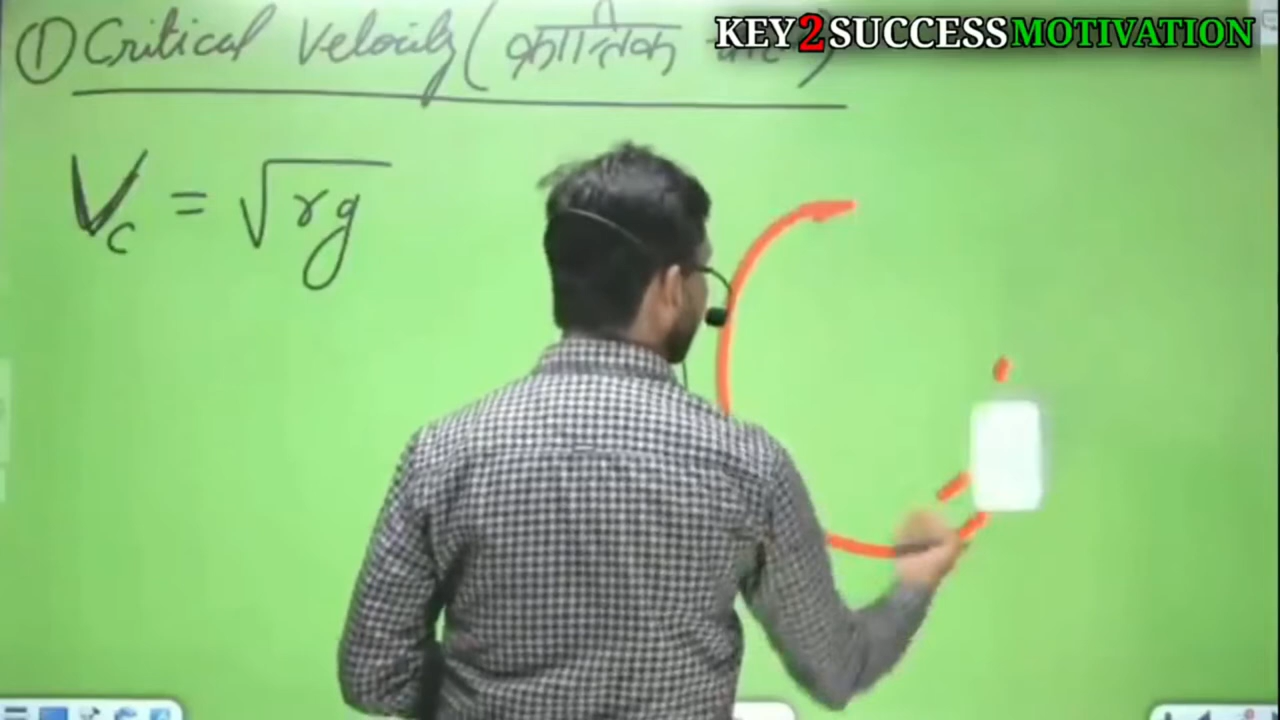 ① Critical Velocity ( क्रान्तिक
KEY2SUCCESSMOTIVATION
Vc = √rg